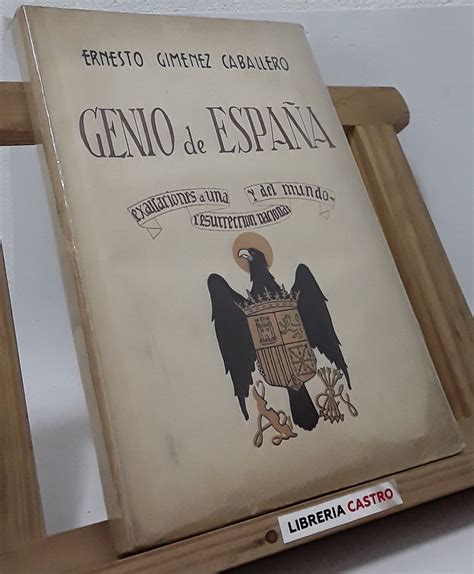 ERNESTO GIMENEZ CABALLERO
GENIO de ESPAÑA
exaltaciones a una
resurrección nacional
y del mundo
LIBRERIA CASTRO